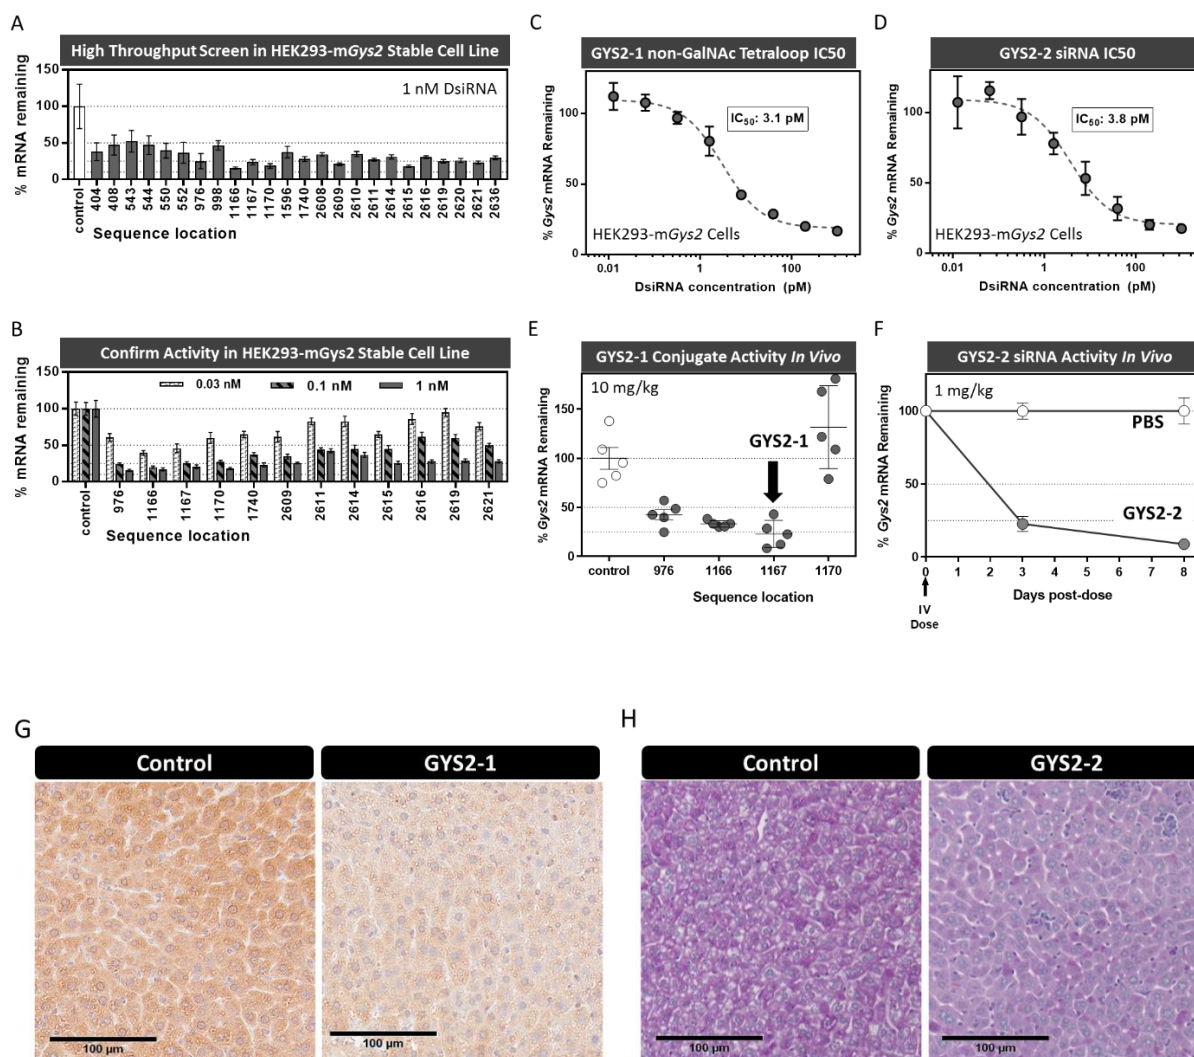 A
High Throughput Screen in HEK293-mGys2 Stable Cell Line
1 nM DsiRNA
% mRNA remaining
150
100
50
0
control
404
408
543
544
550
552
976
998
1166
1167
1170
1596
1740
2608
2609
2610
2611
2614
2615
2616
2619
2620
2621
2636
Sequence location
B
Confirm Activity in HEK293-mGys2 Stable Cell Line
0.03 nM 0.1 nM 1 nM
% mRNA remaining
150
100
50
0
control
976
1166
1167
1170
1740
2609
2611
2614
2615
2616
2619
2621
Sequence location
C
GYS2-1 non-GalNAc Tetraloop IC50
% Gys2 mRNA Remaining
100
50
0
IC50: 3.1 pM
HEK293-mGys2 Cells
0.01 1 200
DsiRNA concentration (pM)
D
GYS2-2 siRNA IC50
% Gys2 mRNA Remaining
100
50
0
IC50: 3.8 pM
HEK293-mGys2 Cells
0.01 1 200
DsiRNA concentration (pM)
E
GYS2-1 Conjugate Activity In Vivo
10 mg/kg
% Gys2 mRNA Remaining
150
100
50
0
GYS2-1
control 976 1166 1167 1170
Sequence location
F
GYS2-2 siRNA Activity In Vivo
1 mg/kg
% Gys2 mRNA Remaining
100
50
0
PBS
GYS2-2
0 1 2 3 4 5 6 7 8
Days post-dose
IV
Dose
G
Control
GYS2-1
100 µm
100 µm
H
Control
GYS2-2
100 µm
100 µm